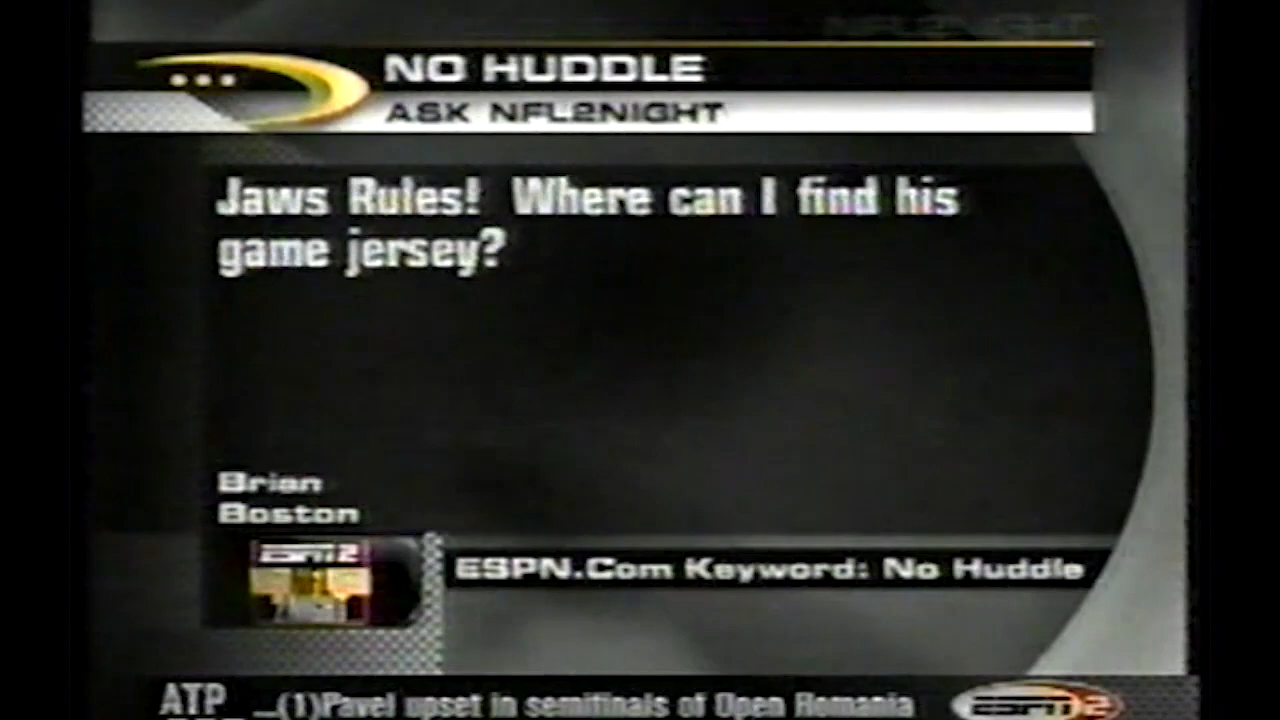 NO HUDDLE
ASK NFL2NIGHT
Jaws Rules!  Where can I find his
game jersey?
Brian
Boston
ESPN2
ESPN.Com Keyword: No Huddle
ATP ...(1)Pavel upset in semifinals of Open Romania
ESPN2